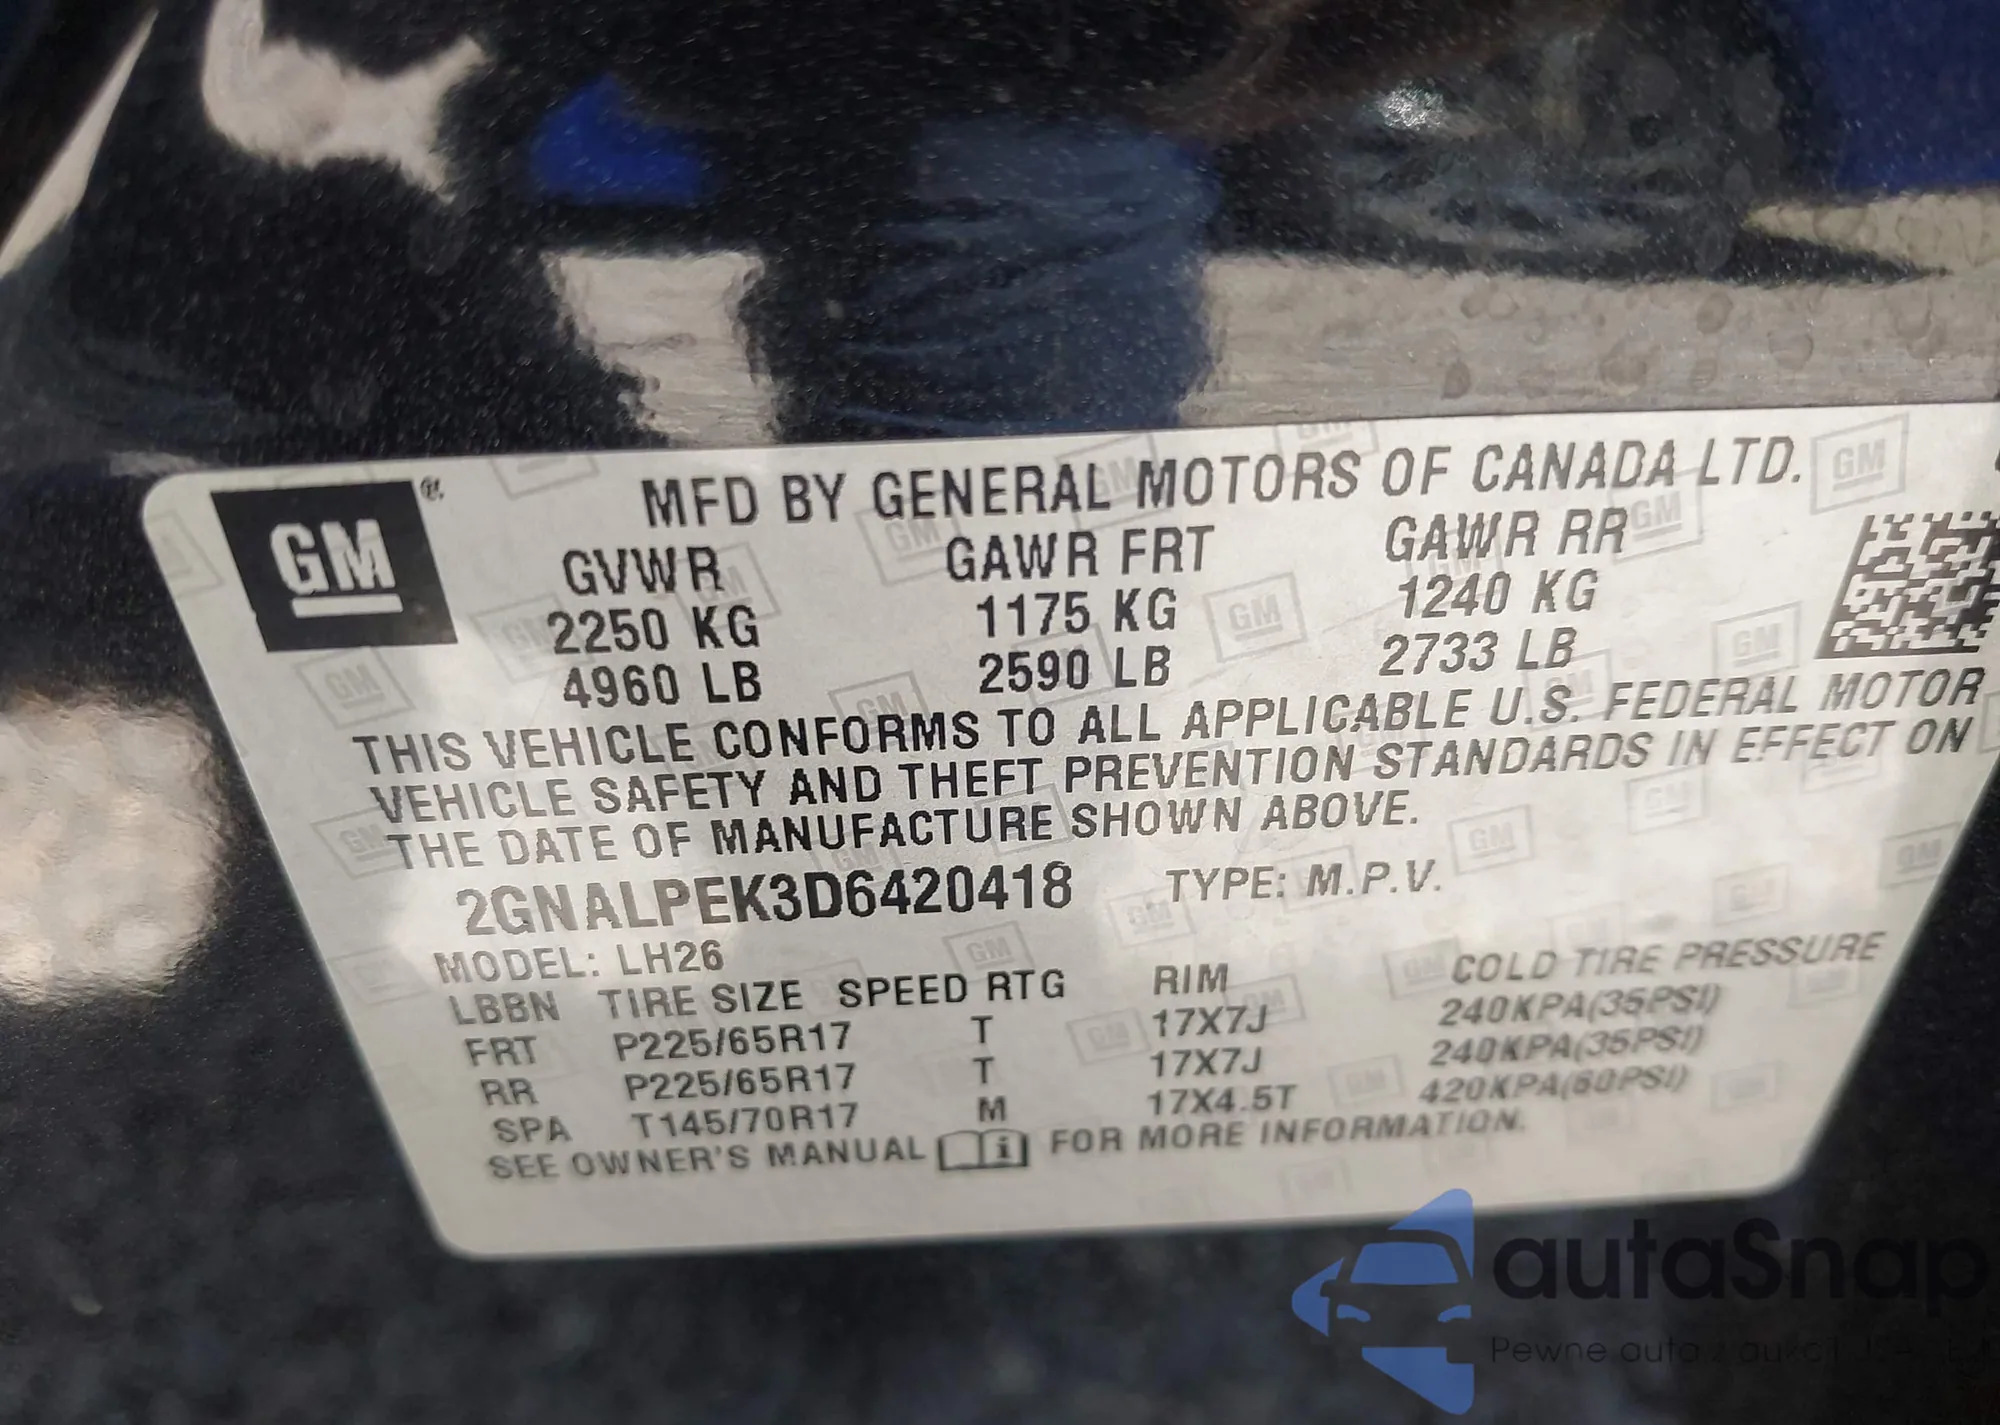 GM ®.
MFD BY GENERAL MOTORS OF CANADA LTD.
GVWR GAWR FRT GAWR RR
2250 KG 1175 KG 1240 KG
4960 LB 2590 LB 2733 LB
THIS VEHICLE CONFORMS TO ALL APPLICABLE U.S. FEDERAL MOTOR
VEHICLE SAFETY AND THEFT PREVENTION STANDARDS IN EFFECT ON
THE DATE OF MANUFACTURE SHOWN ABOVE.
2GNALPEK3D6420418 TYPE: M.P.V.
MODEL: LH26
LBBN TIRE SIZE SPEED RTG RIM COLD TIRE PRESSURE
FRT P225/65R17 T 17X7J 240KPA(35PSI)
RR P225/65R17 T 17X7J 240KPA(35PSI)
SPA T145/70R17 M 17X4.5T 420KPA(60PSI)
SEE OWNER'S MANUAL FOR MORE INFORMATION.
autaSnap
Pewne auta z aukcji